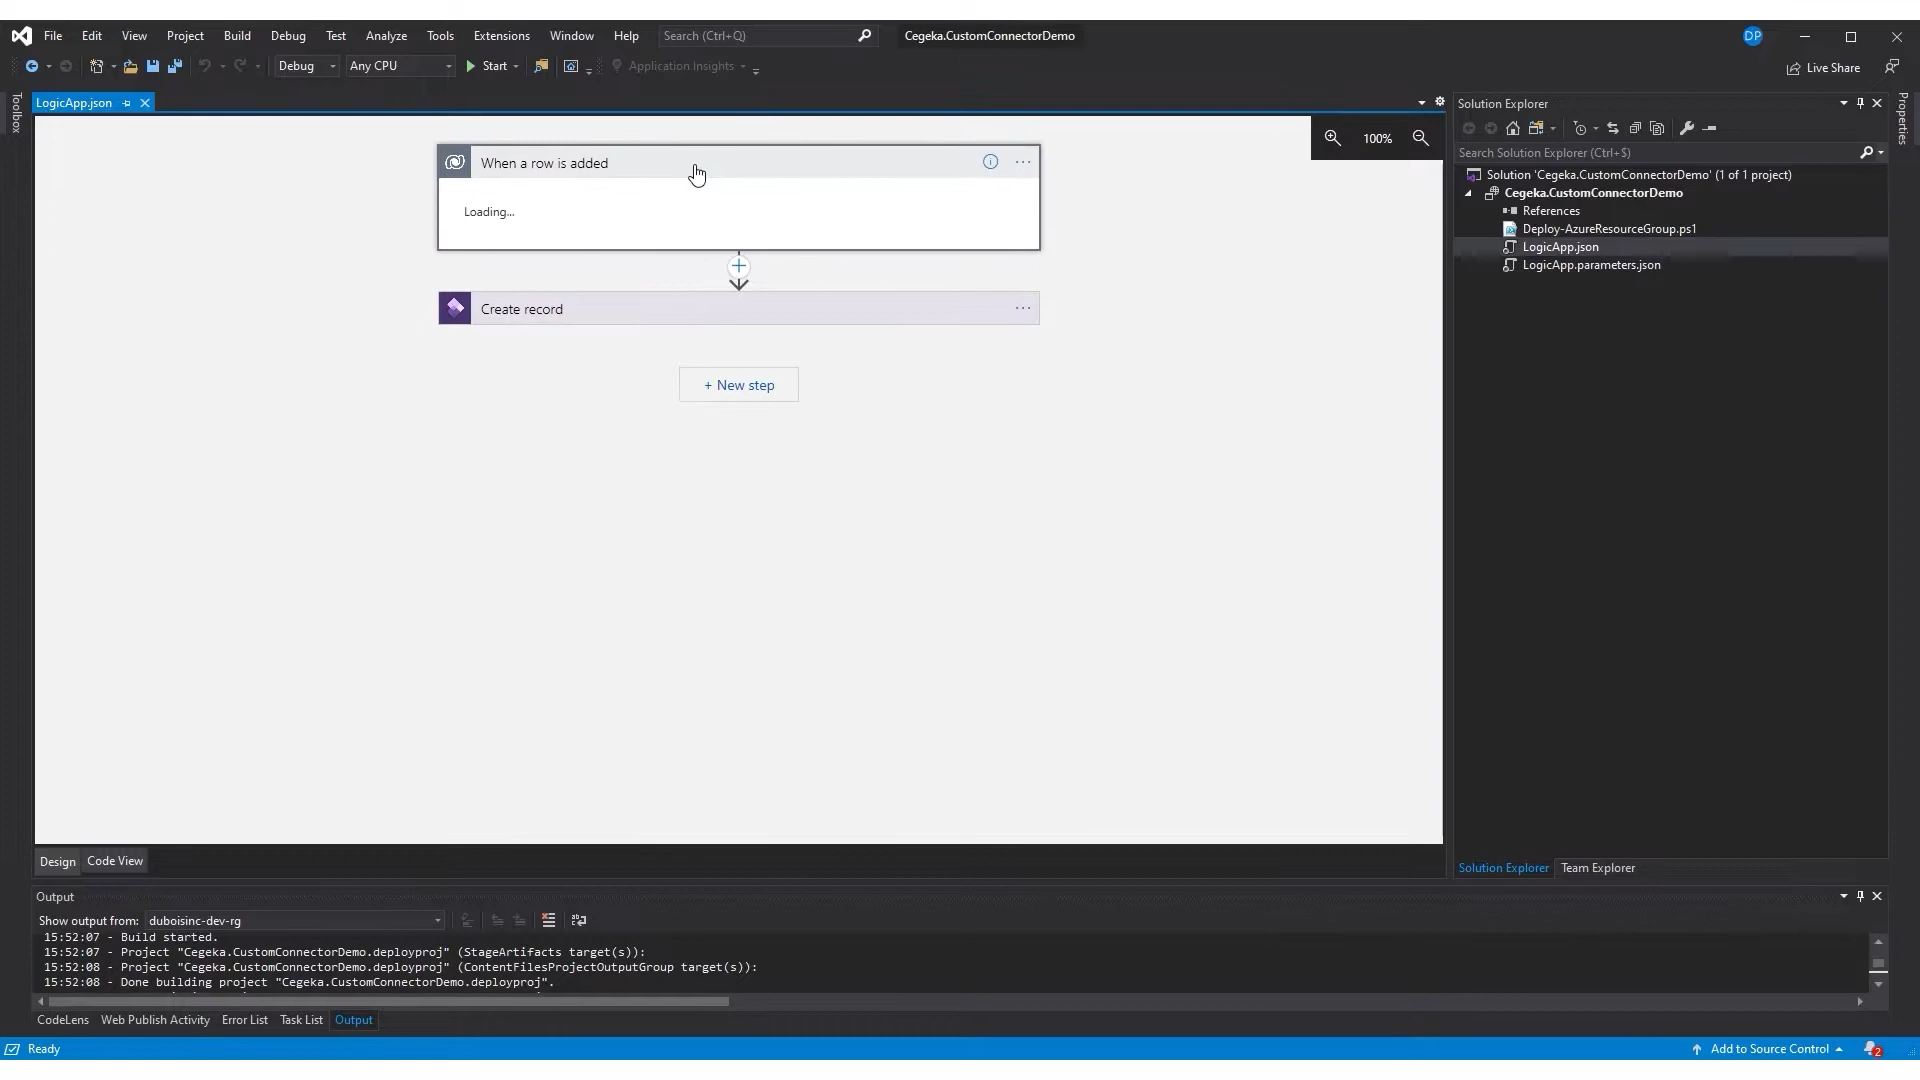 File Edit View Project Build Debug Test Analyze Tools Extensions Window Help Search (Ctrl+Q) Cegeka.CustomConnectorDemo DP
Debug Any CPU Start Application Insights Live Share
Toolbox
LogicApp.json
When a row is added
Loading...
Create record
+ New step
100%
Design Code View
Solution Explorer
Search Solution Explorer (Ctrl+$)
Solution 'Cegeka.CustomConnectorDemo' (1 of 1 project)
Cegeka.CustomConnectorDemo
References
Deploy-AzureResourceGroup.ps1
LogicApp.json
LogicApp.parameters.json
Solution Explorer Team Explorer
Properties
Output
Show output from: duboisinc-dev-rg
15:52:07 - Build started.
15:52:07 - Project "Cegeka.CustomConnectorDemo.deployproj" (StageArtifacts target(s)):
15:52:08 - Project "Cegeka.CustomConnectorDemo.deployproj" (ContentFilesProjectOutputGroup target(s)):
15:52:08 - Done building project "Cegeka.CustomConnectorDemo.deployproj".
CodeLens Web Publish Activity Error List Task List Output
Ready Add to Source Control 2